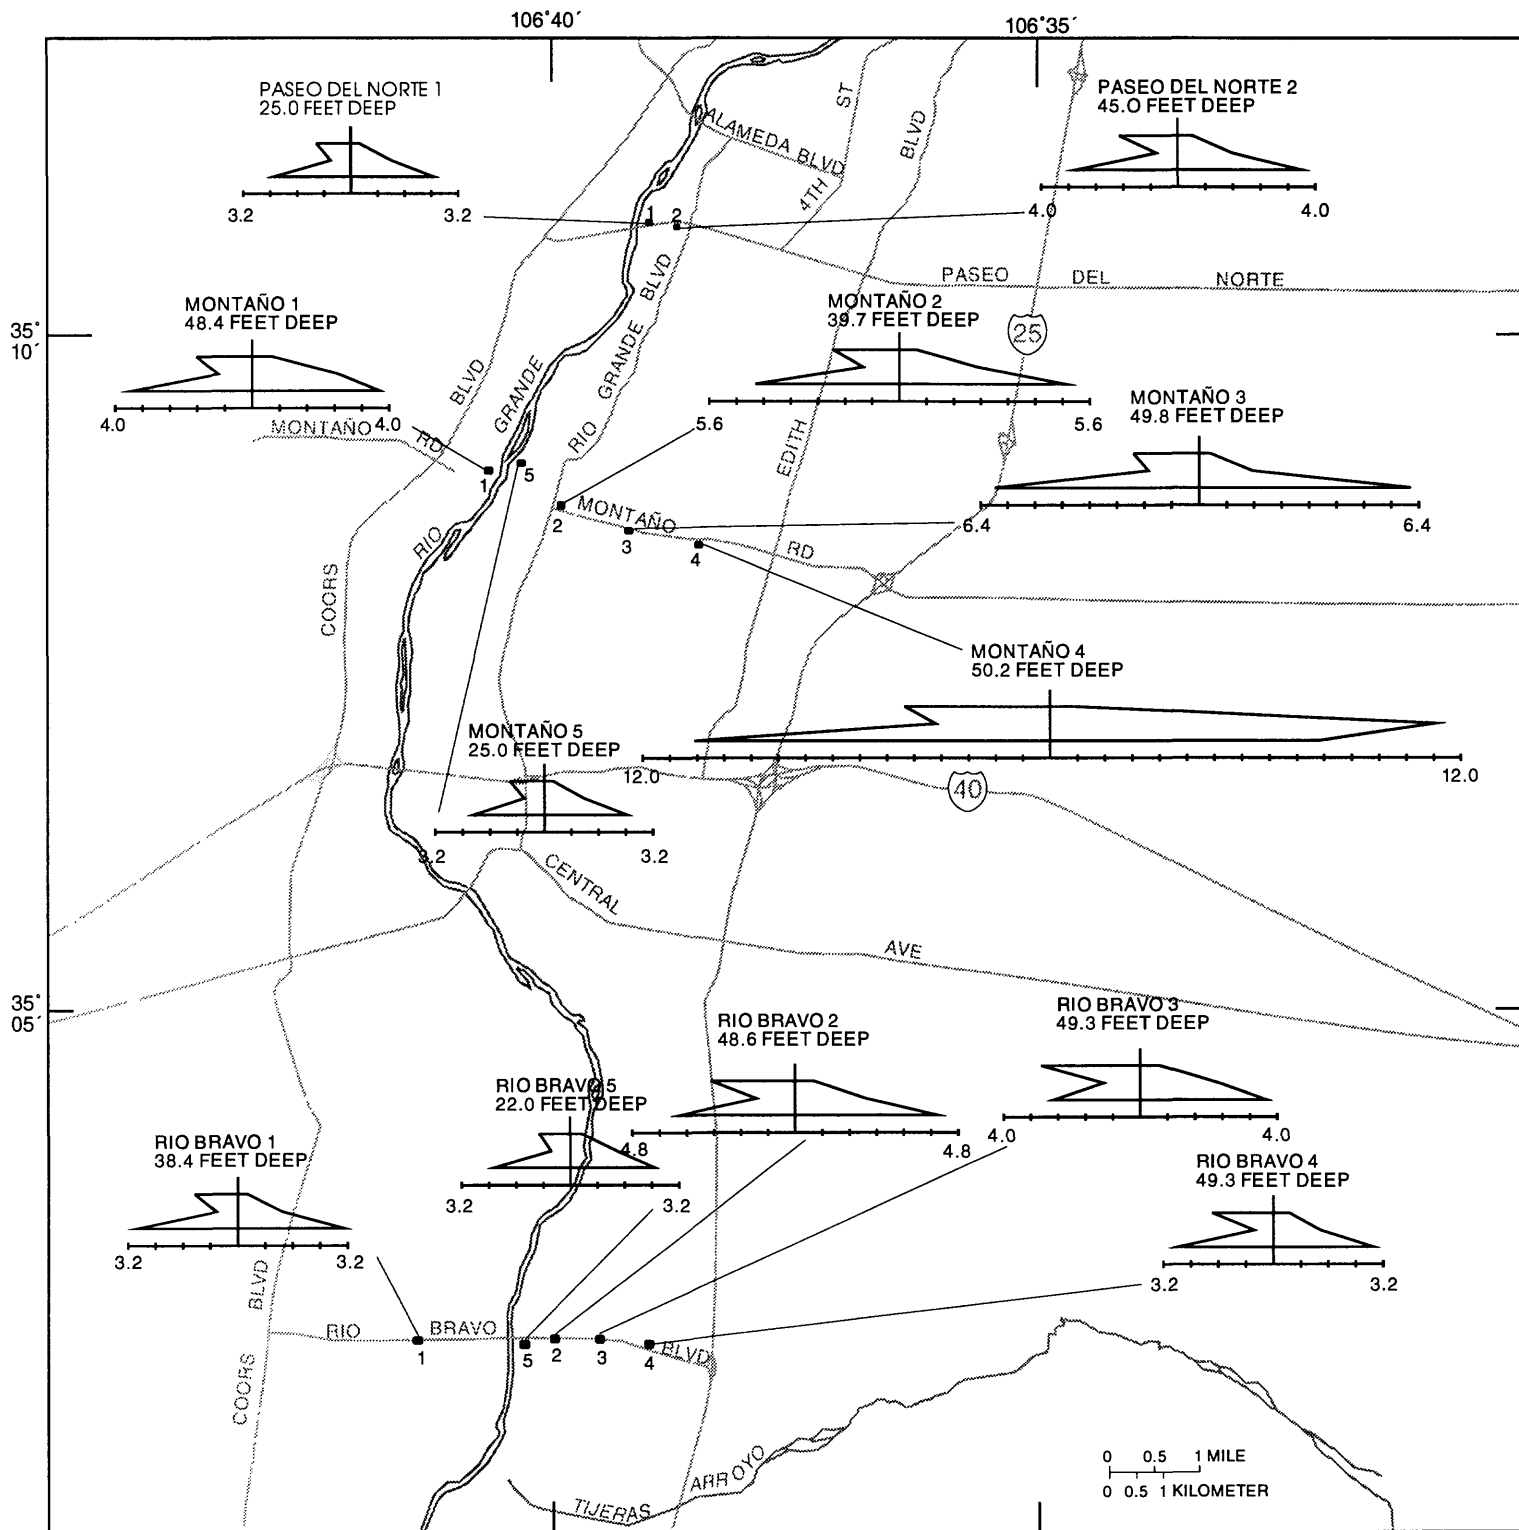 106°40´
106°35´
PASEO DEL NORTE 1
25.0 FEET DEEP
3.2
3.2
PASEO DEL NORTE 2
45.O FEET DEEP
4.0
4.0
ALAMEDA BLVD
4TH
ST
BLVD
1
2
PASEO DEL NORTE
35°
10´
MONTAÑO 1
48.4 FEET DEEP
4.0
4.0
MONTAÑO
RD
BLVD
GRANDE
RIO GRANDE BLVD
MONTAÑO 2
39.7 FEET DEEP
5.6
5.6
25
MONTAÑO 3
49.8 FEET DEEP
6.4
6.4
EDITH
1
5
2
MONTAÑO
3
4
RD
RIO
COORS
MONTAÑO 4
50.2 FEET DEEP
12.0
12.0
MONTAÑO 5
25.0 FEET DEEP
3.2
3.2
40
CENTRAL
AVE
35°
05´
RIO BRAVO 2
48.6 FEET DEEP
4.8
4.8
RIO BRAVO 3
49.3 FEET DEEP
4.0
4.0
RIO BRAVO 5
22.0 FEET DEEP
3.2
3.2
RIO BRAVO 1
38.4 FEET DEEP
3.2
3.2
RIO BRAVO 4
49.3 FEET DEEP
3.2
3.2
BLVD
COORS
RIO BRAVO
BLVD
1
5
2
3
4
TIJERAS
ARROYO
0 0.5 1 MILE
0 0.5 1 KILOMETER